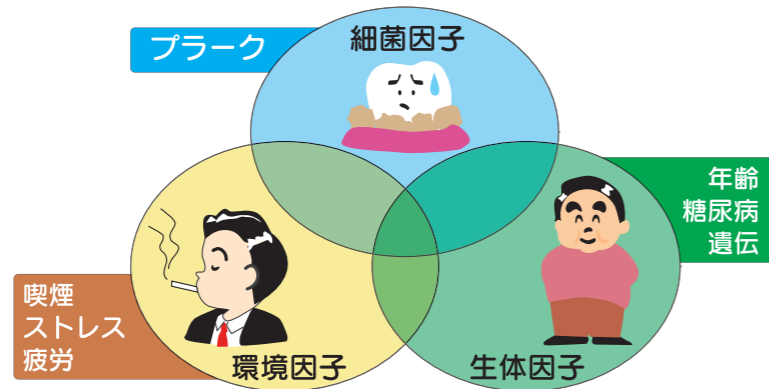 プラーク
細菌因子
年齢
糖尿病
遺伝
喫煙
ストレス
疲労
環境因子
生体因子